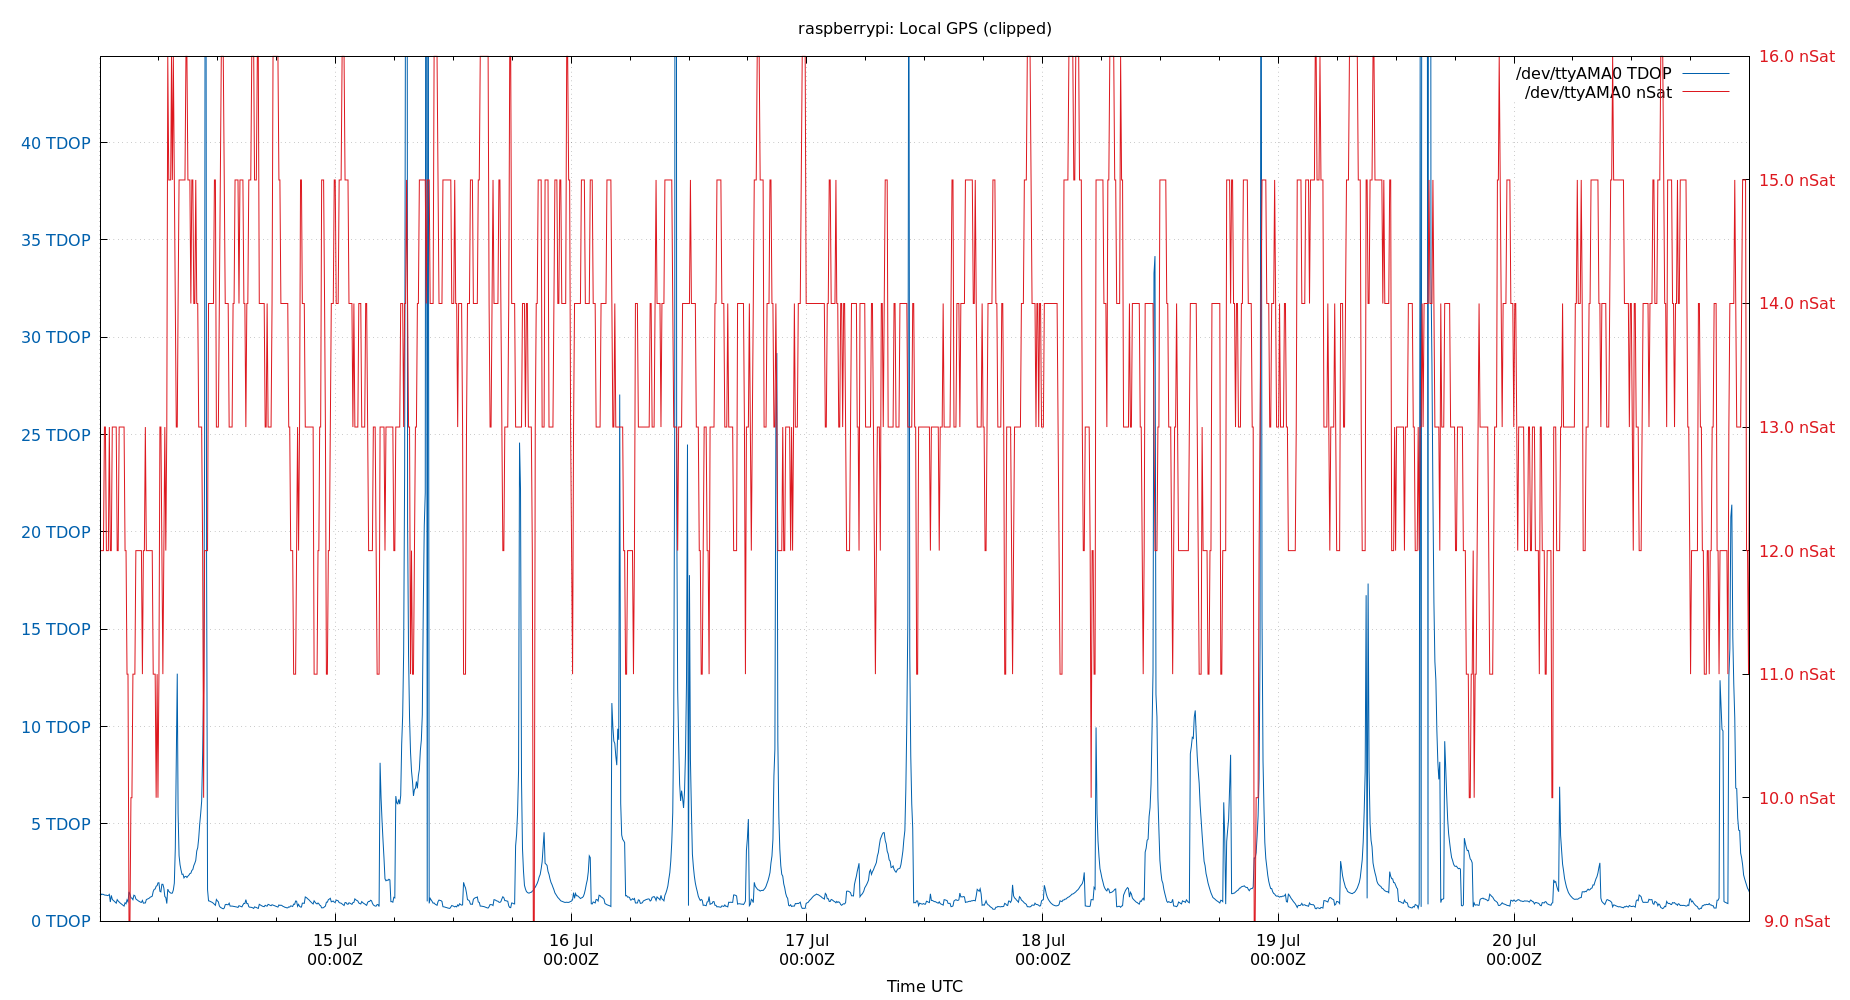 raspberrypi: Local GPS (clipped)
/dev/ttyAMA0 TDOP
/dev/ttyAMA0 nSat
40 TDOP
35 TDOP
30 TDOP
25 TDOP
20 TDOP
15 TDOP
10 TDOP
5 TDOP
0 TDOP
16.0 nSat
15.0 nSat
14.0 nSat
13.0 nSat
12.0 nSat
11.0 nSat
10.0 nSat
9.0 nSat
15 Jul
00:00Z
16 Jul
00:00Z
17 Jul
00:00Z
18 Jul
00:00Z
19 Jul
00:00Z
20 Jul
00:00Z
Time UTC